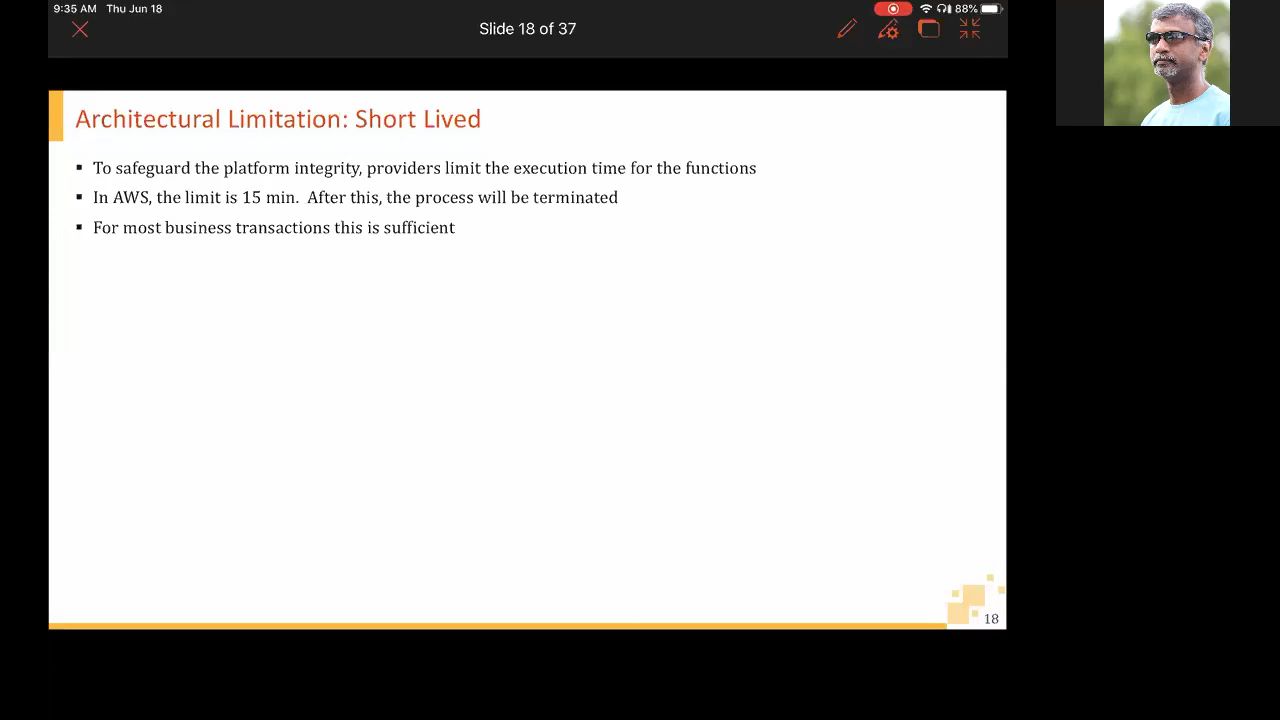 9:35 AM Thu Jun 18
88%
Slide 18 of 37
Architectural Limitation: Short Lived
▪ To safeguard the platform integrity, providers limit the execution time for the functions
▪ In AWS, the limit is 15 min. After this, the process will be terminated
▪ For most business transactions this is sufficient
18